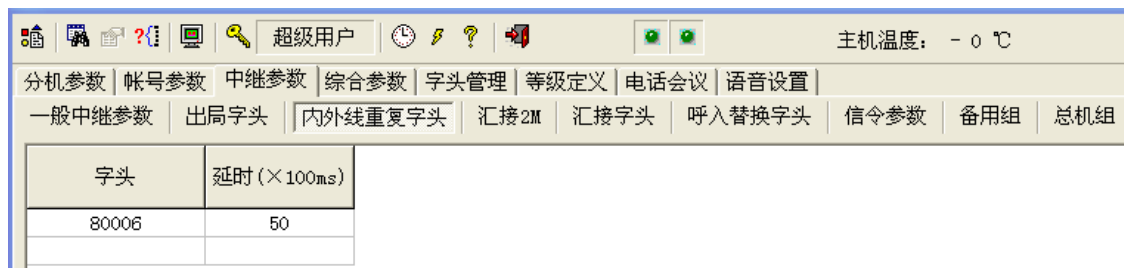 超级用户 主机温度： - 0 ℃
分机参数 帐号参数 中继参数 综合参数 字头管理 等级定义 电话会议 语音设置
一般中继参数 出局字头 内外线重复字头 汇接2M 汇接字头 呼入替换字头 信令参数 备用组 总机组
字头 延时(×100ms)
80006 50